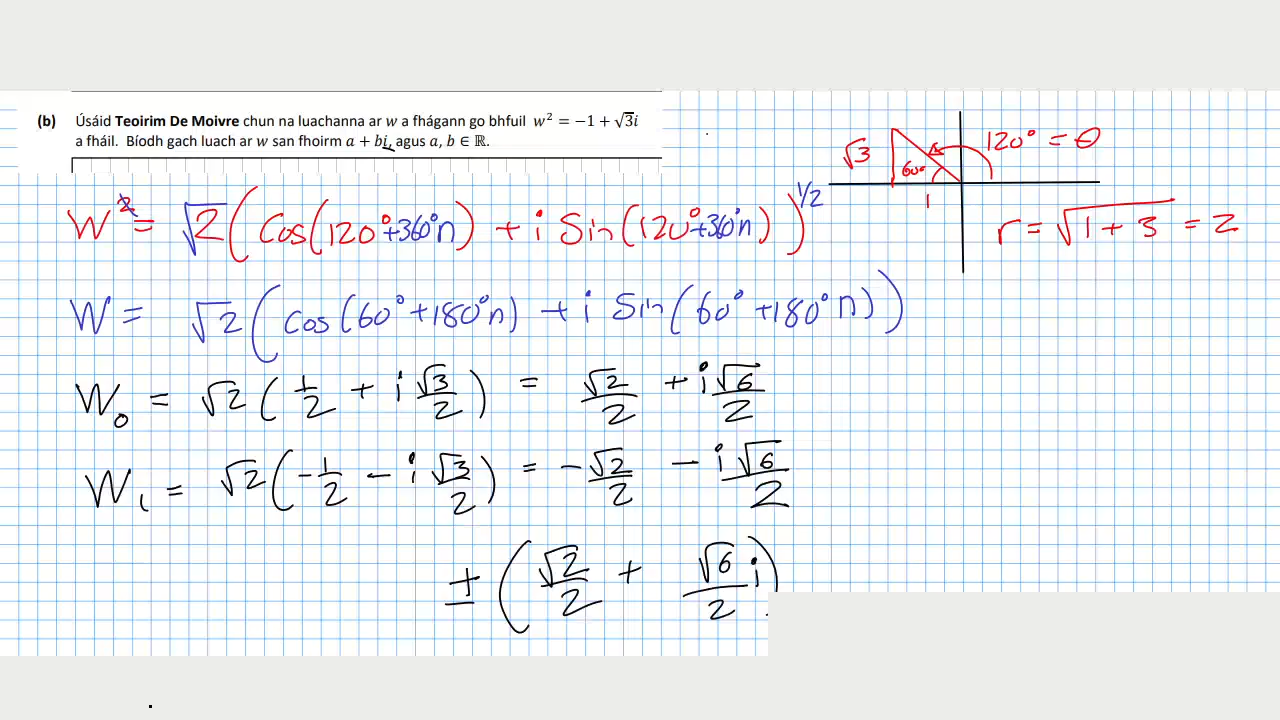 (b) Úsáid Teoirim De Moivre chun na luachanna ar w a fhágann go bhfuil w² = −1 + √3i
a fháil. Bíodh gach luach ar w san fhoirm a + bi, agus a, b ∈ ℝ.
√3 60° 1 120° = θ
r = √1 + 3 = 2
W² = √2 (Cos(120°+360°n) + i Sin(120°+360°n))^1/2
W = √2 (Cos(60°+180°n) + i Sin(60°+180°n))
W₀ = √2 (1/2 + i √3/2) = √2/2 + i √6/2
W₁ = √2 (-1/2 - i √3/2) = -√2/2 - i √6/2
± (√2/2 + √6/2 i)